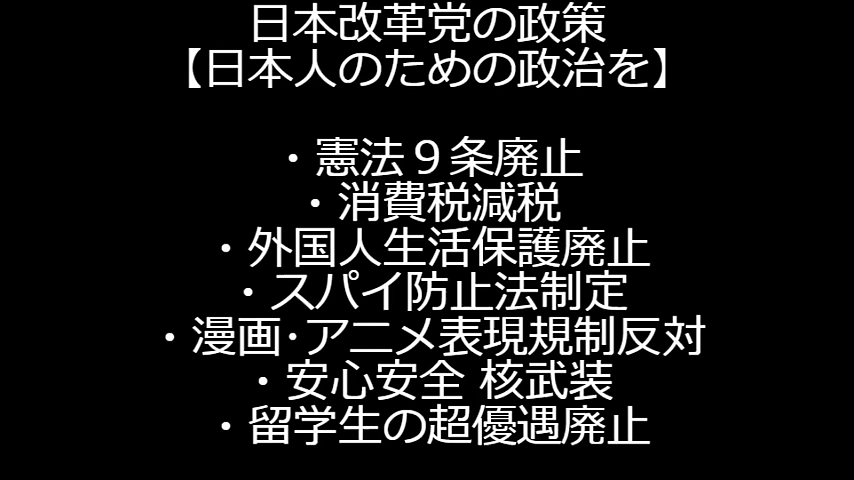 日本改革党の政策
【日本人のための政治を】
・憲法９条廃止
・消費税減税
・外国人生活保護廃止
・スパイ防止法制定
・漫画･アニメ表現規制反対
・安心安全 核武装
・留学生の超優遇廃止